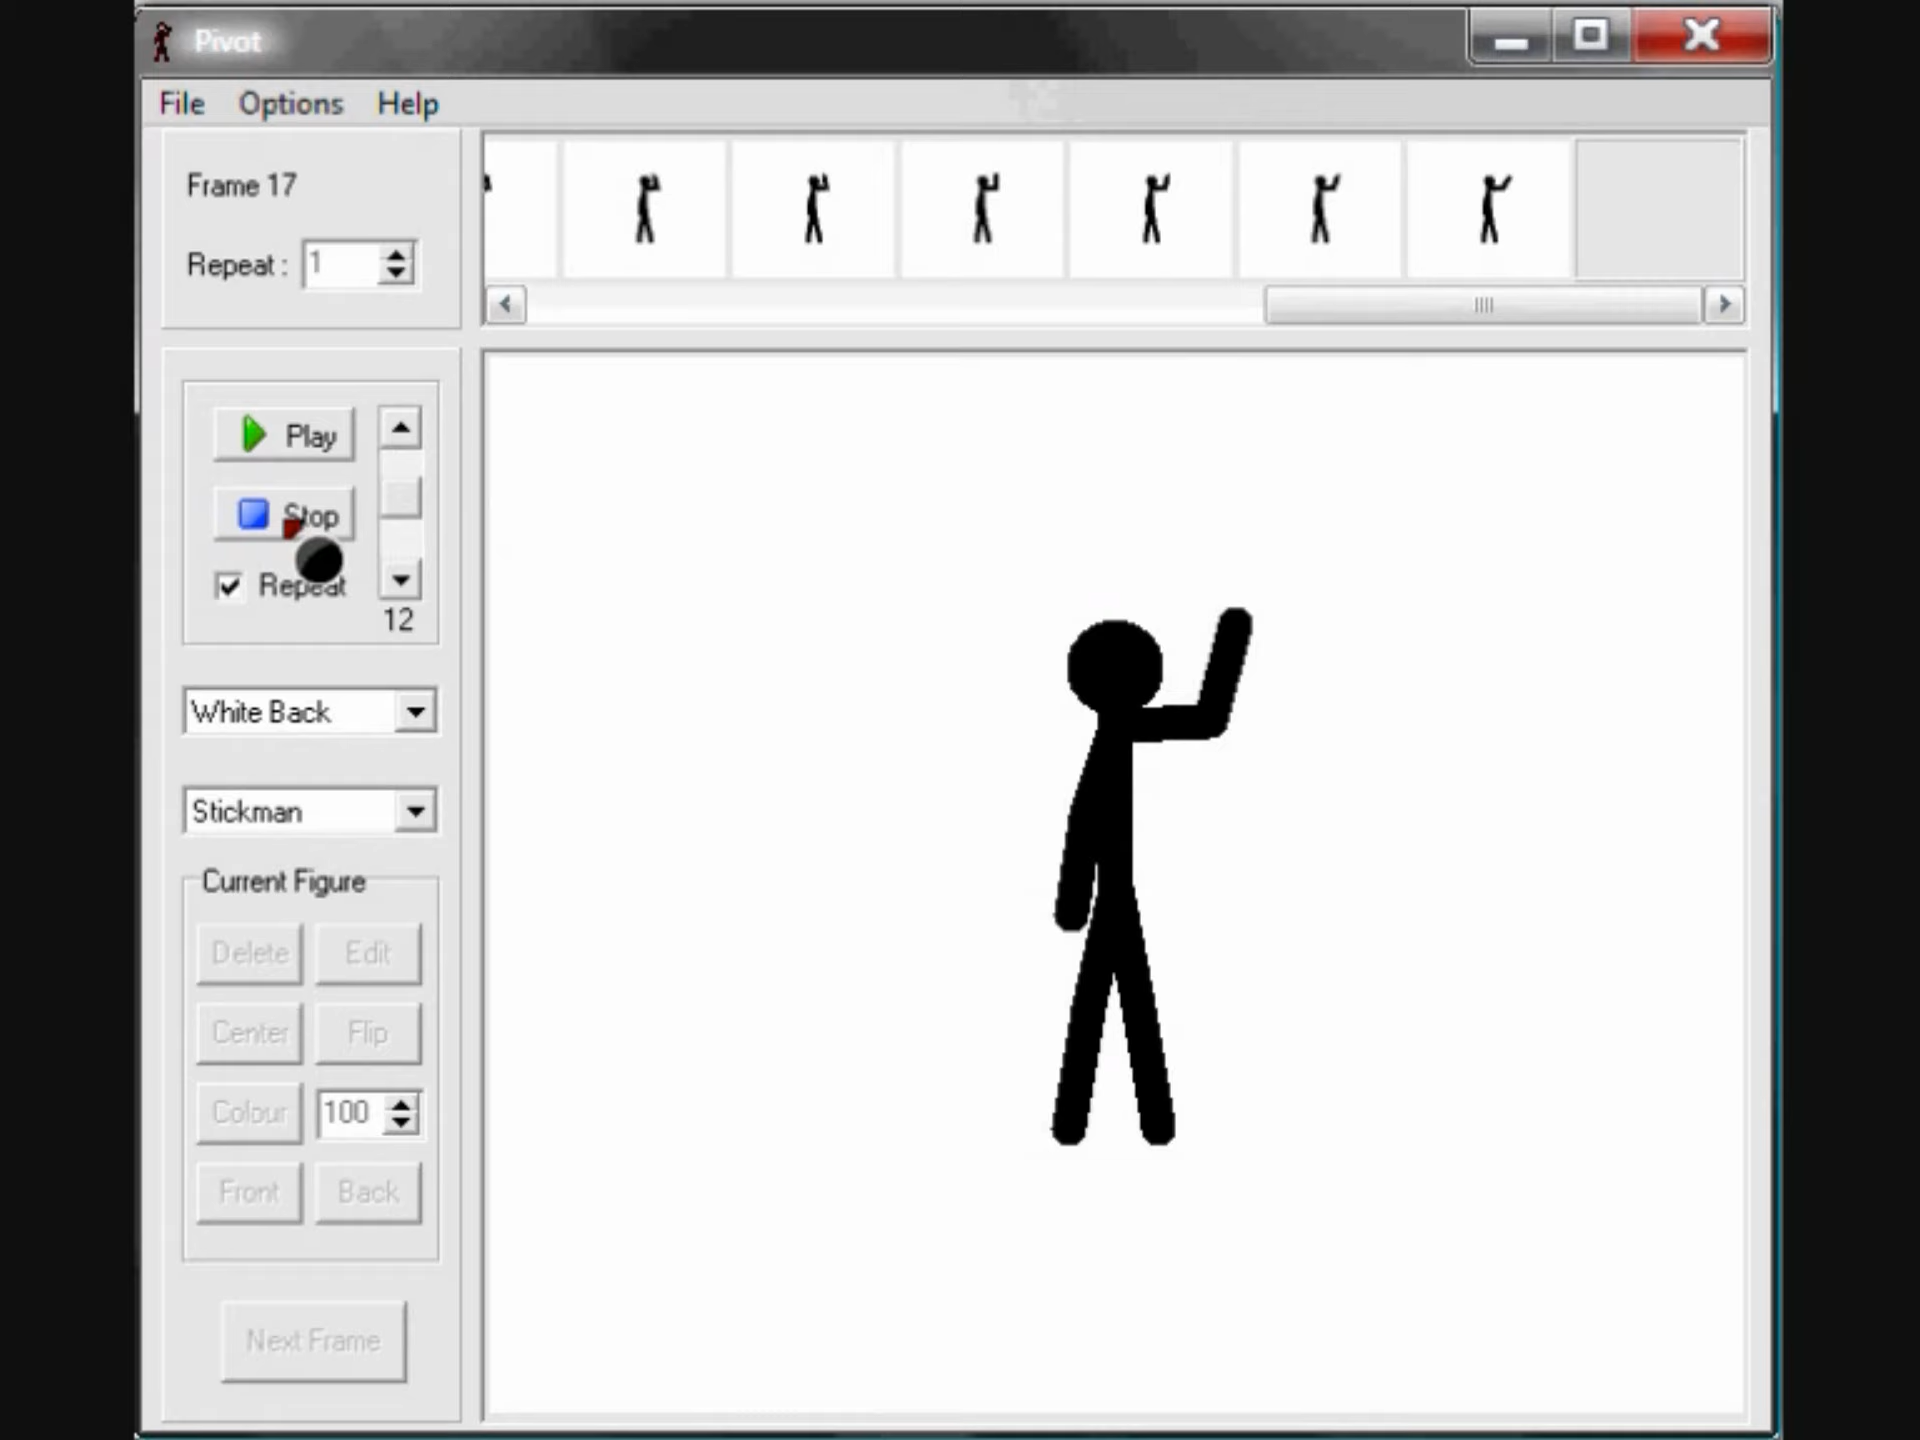 Pivot
File Options Help
Frame 17
Repeat : 1
Play
Stop
Repeat
12
White Back
Stickman
Current Figure
Delete Edit
Center Flip
Colour 100
Front Back
Next Frame